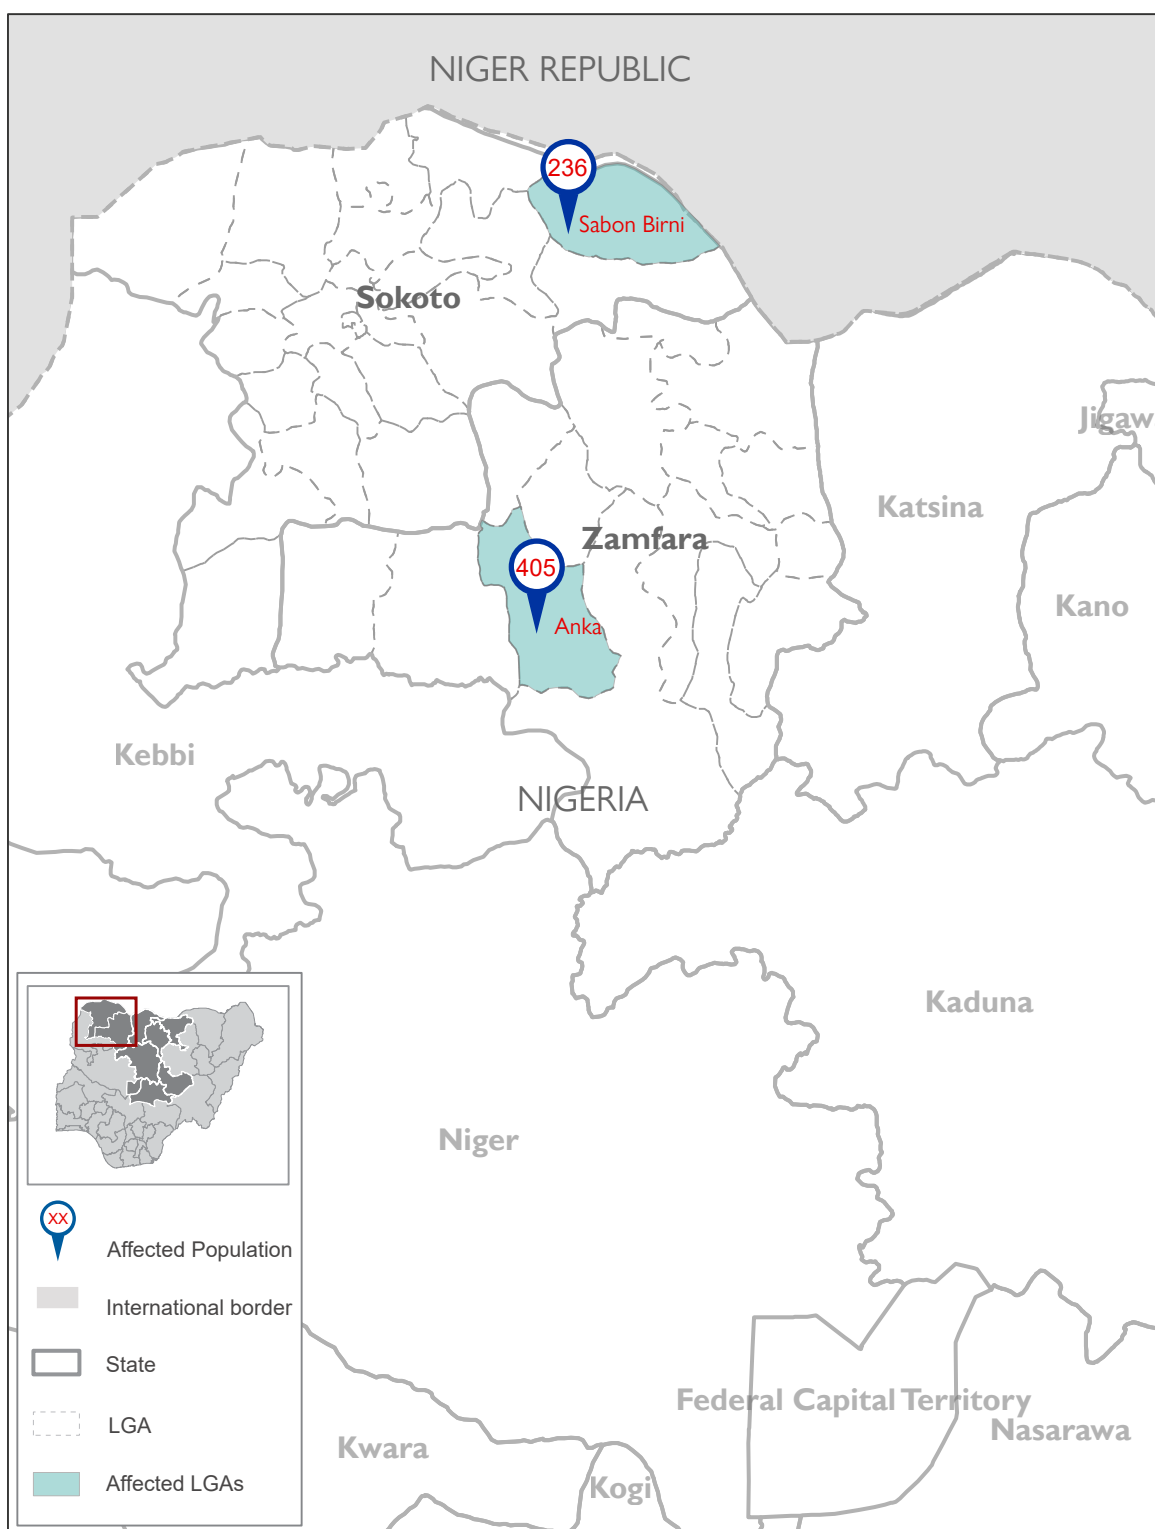 NIGER REPUBLIC
236
Sabon Birni
Sokoto
Jigaw
Katsina
Zamfara
405
Kano
Anka
Kebbi
NIGERIA
Kaduna
Niger
XX
Affected Population
International border
State
LGA
Affected LGAs
Federal Capital Territory
Nasarawa
Kwara
Kogi